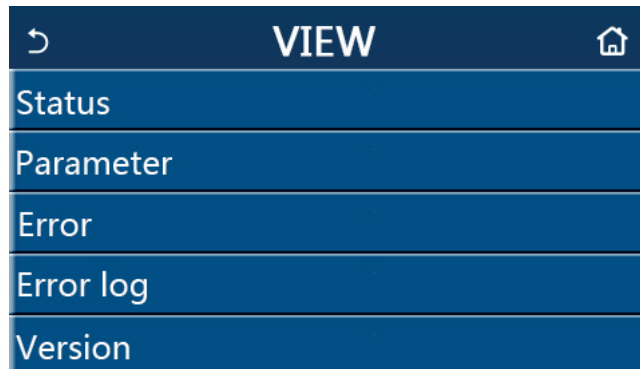 VIEW
Status
Parameter
Error
Error log
Version